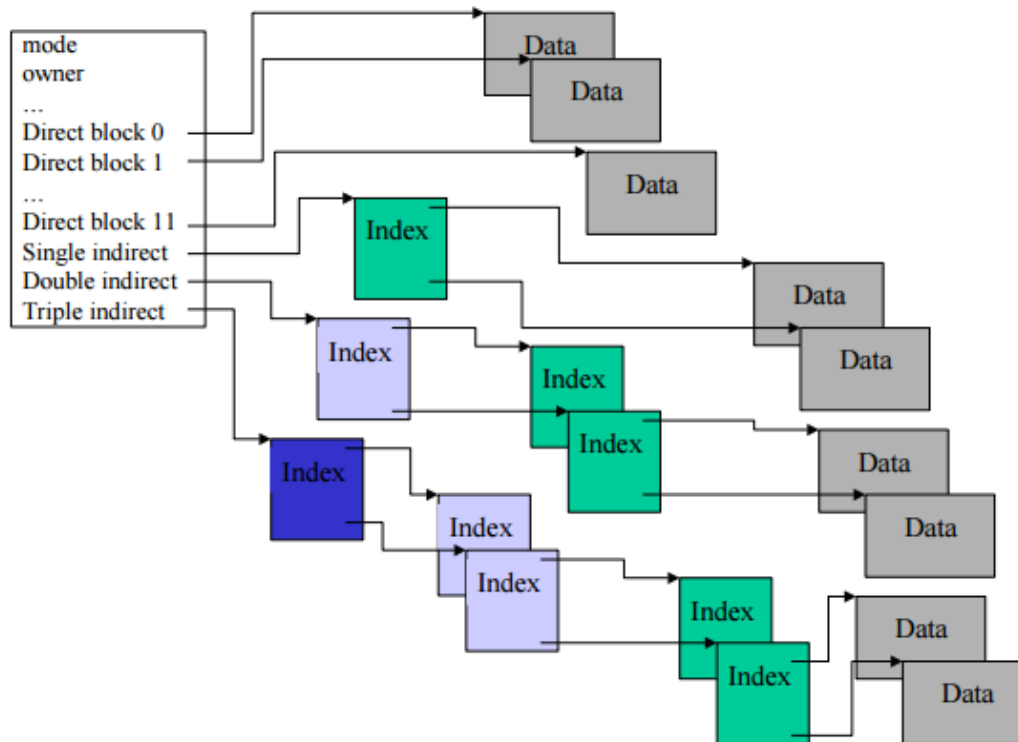 mode
owner
...
Direct block 0
Direct block 1
...
Direct block 11
Single indirect
Double indirect
Triple indirect
Data
Data
Data
Index
Data
Data
Index
Index
Index
Data
Data
Index
Index
Index
Index
Index
Data
Data